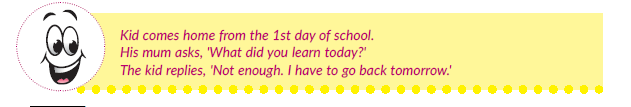 Kid comes home from the 1st day of school.
His mum asks, 'What did you learn today?'
The kid replies, 'Not enough. I have to go back tomorrow.'